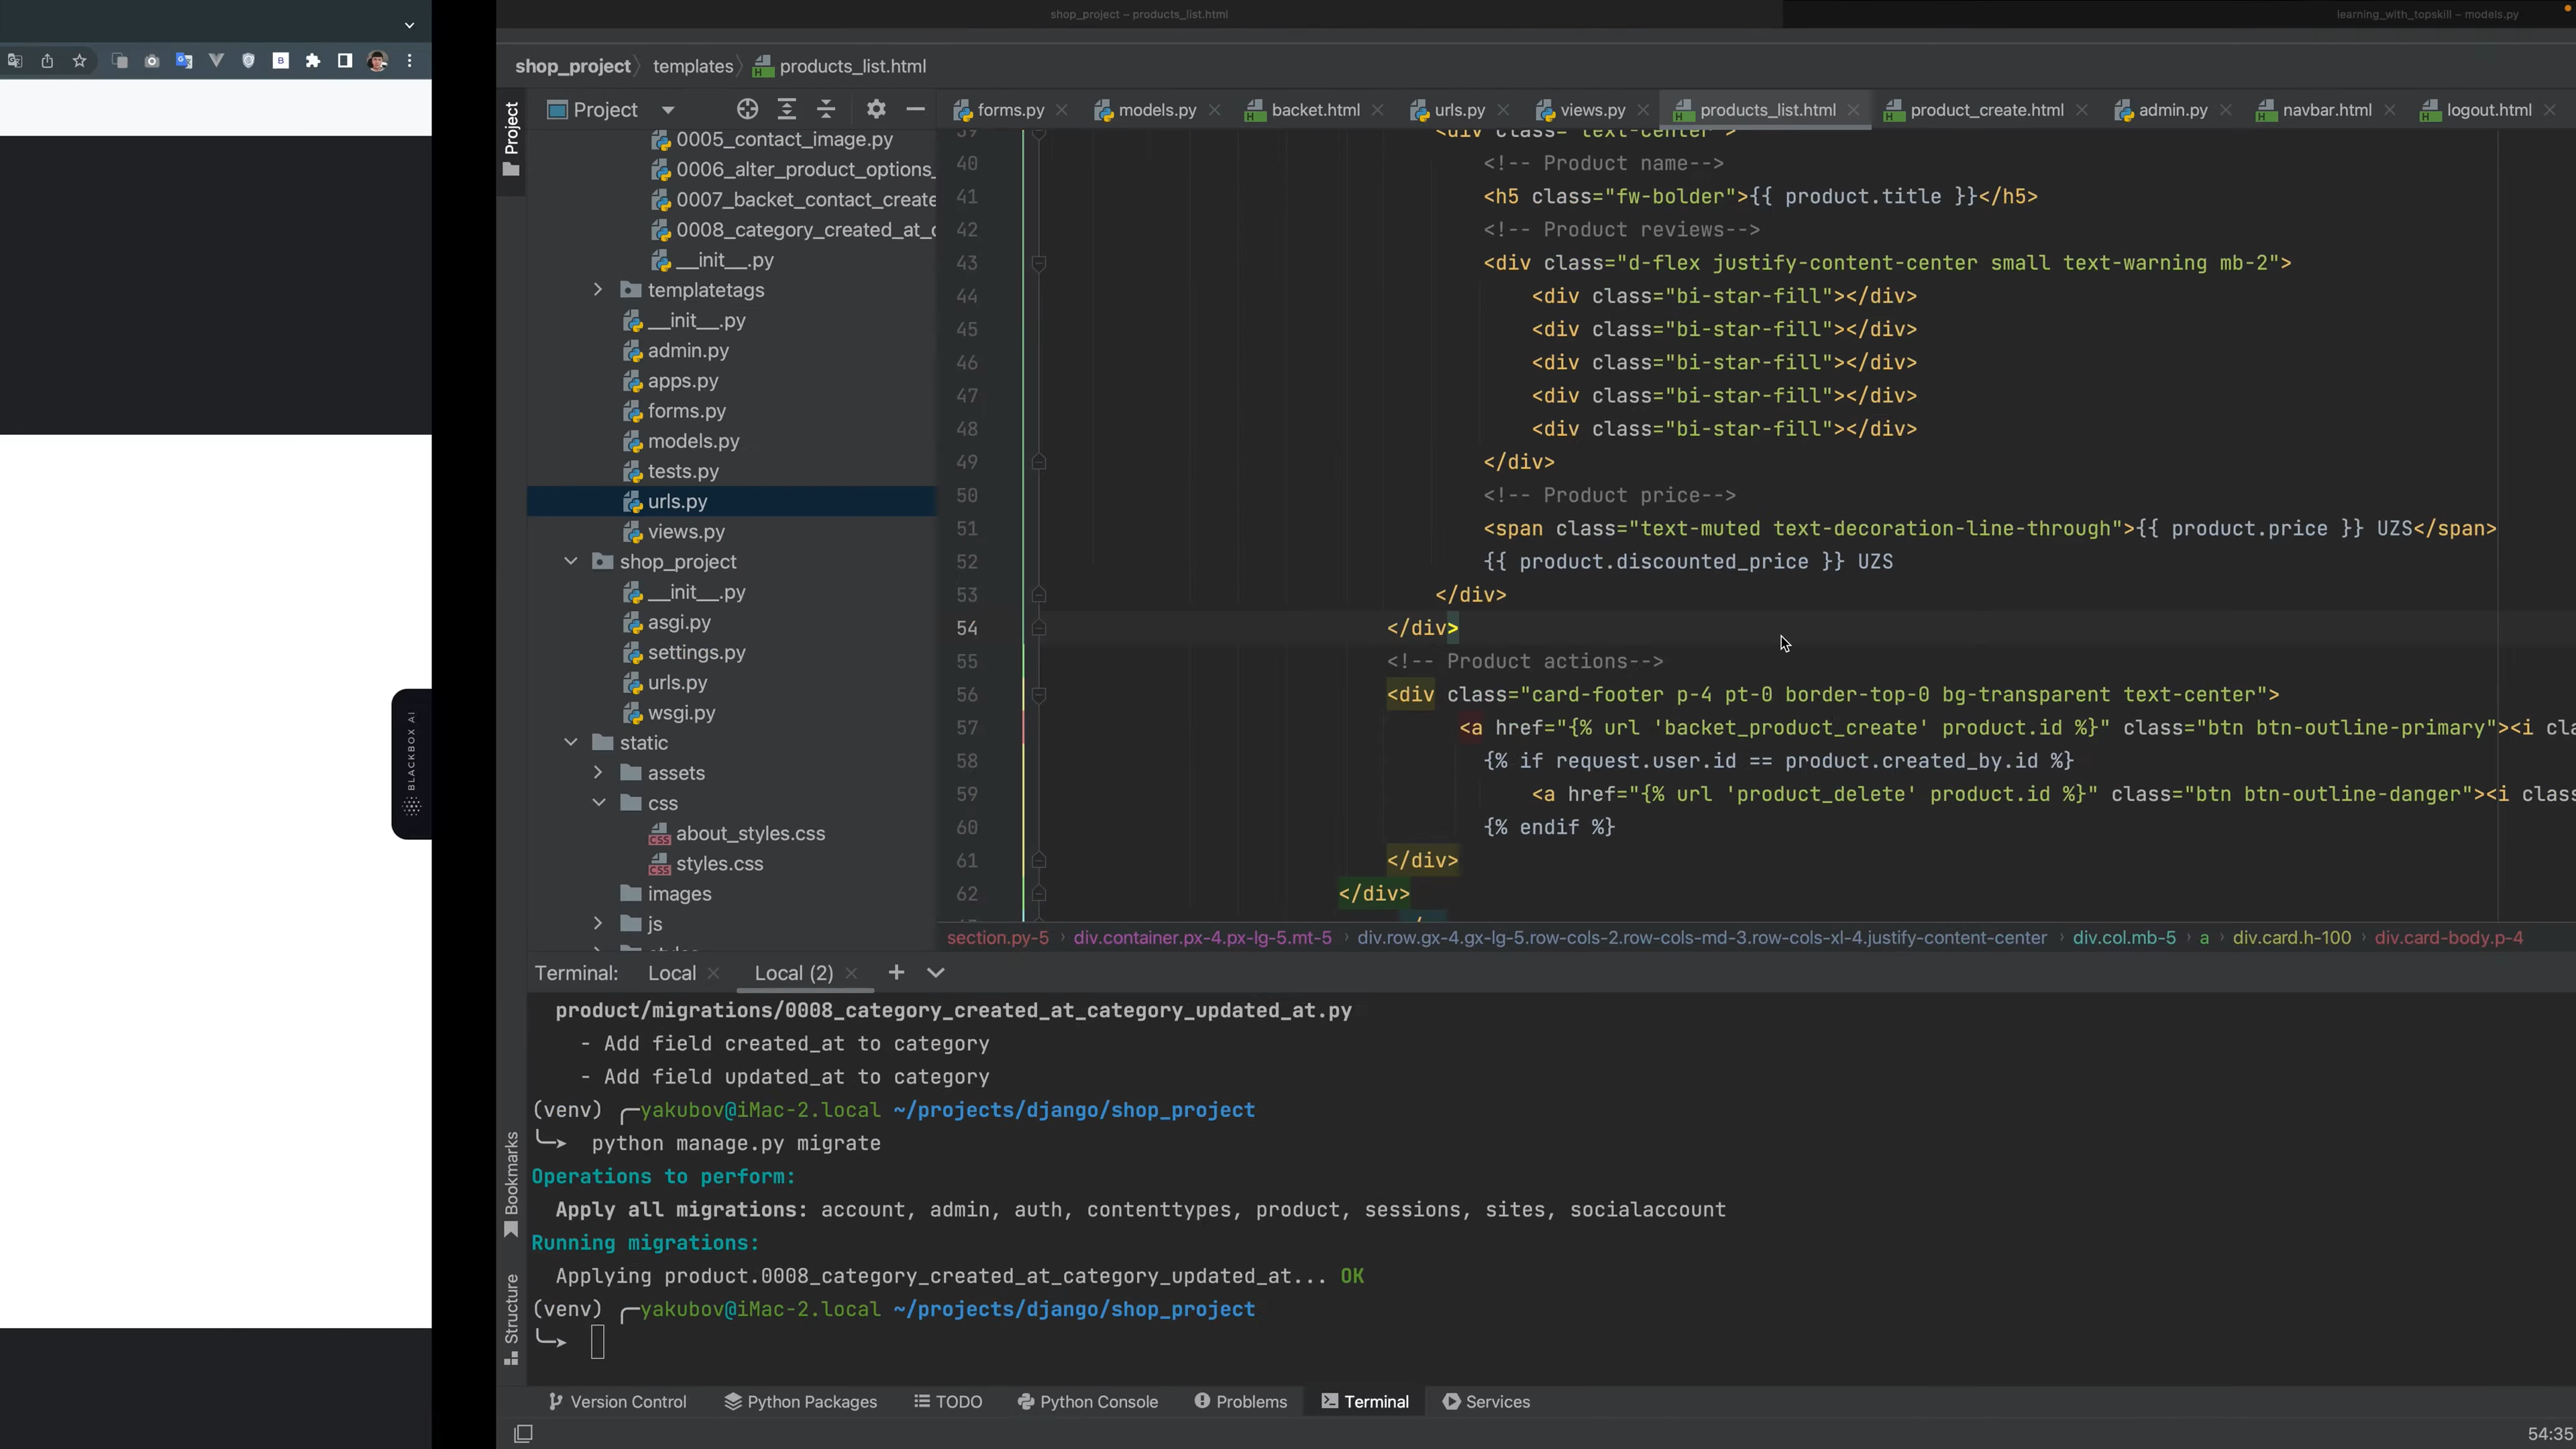 shop_project – products_list.html
learning_with_topskill – models.py
shop_project
templates
products_list.html
Project
Project
forms.py
models.py
backet.html
urls.py
views.py
products_list.html
product_create.html
admin.py
navbar.html
logout.html
0005_contact_image.py
0006_alter_product_options_
0007_backet_contact_create
0008_category_created_at_c
__init__.py
templatetags
__init__.py
admin.py
apps.py
forms.py
models.py
tests.py
urls.py
views.py
shop_project
__init__.py
asgi.py
settings.py
urls.py
wsgi.py
static
assets
css
about_styles.css
styles.css
images
js
39 <div class="text-center">
40 <!-- Product name-->
41 <h5 class="fw-bolder">{{ product.title }}</h5>
42 <!-- Product reviews-->
43 <div class="d-flex justify-content-center small text-warning mb-2">
44 <div class="bi-star-fill"></div>
45 <div class="bi-star-fill"></div>
46 <div class="bi-star-fill"></div>
47 <div class="bi-star-fill"></div>
48 <div class="bi-star-fill"></div>
49 </div>
50 <!-- Product price-->
51 <span class="text-muted text-decoration-line-through">{{ product.price }} UZS</span>
52 {{ product.discounted_price }} UZS
53 </div>
54 </div>
55 <!-- Product actions-->
56 <div class="card-footer p-4 pt-0 border-top-0 bg-transparent text-center">
57 <a href="{% url 'backet_product_create' product.id %}" class="btn btn-outline-primary"><i cla
58 {% if request.user.id == product.created_by.id %}
59 <a href="{% url 'product_delete' product.id %}" class="btn btn-outline-danger"><i class
60 {% endif %}
61 </div>
62 </div>
section.py-5 › div.container.px-4.px-lg-5.mt-5 › div.row.gx-4.gx-lg-5.row-cols-2.row-cols-md-3.row-cols-xl-4.justify-content-center › div.col.mb-5 › a › div.card.h-100 › div.card-body.p-4
BLACKBOX AI
Terminal: Local Local (2)
product/migrations/0008_category_created_at_category_updated_at.py
- Add field created_at to category
- Add field updated_at to category
(venv) yakubov@iMac-2.local ~/projects/django/shop_project
python manage.py migrate
Operations to perform:
Apply all migrations: account, admin, auth, contenttypes, product, sessions, sites, socialaccount
Running migrations:
Applying product.0008_category_created_at_category_updated_at... OK
(venv) yakubov@iMac-2.local ~/projects/django/shop_project
Bookmarks
Structure
Version Control
Python Packages
TODO
Python Console
Problems
Terminal
Services
54:35